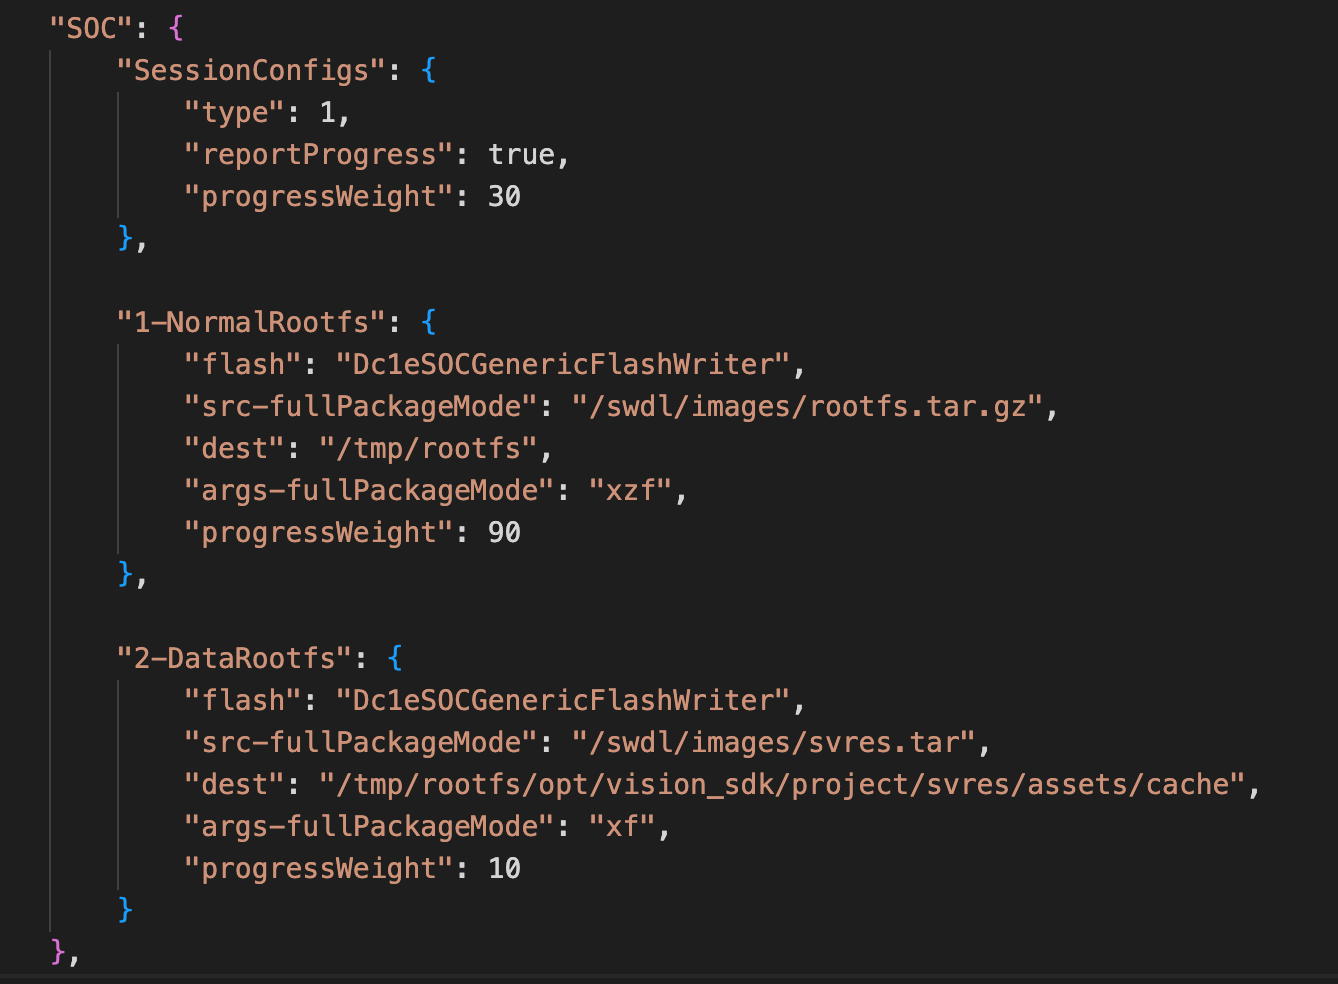 "SOC": {
"SessionConfigs": {
"type": 1,
"reportProgress": true,
"progressWeight": 30
},
"1-NormalRootfs": {
"flash": "Dc1eSOCGenericFlashWriter",
"src-fullPackageMode": "/swdl/images/rootfs.tar.gz",
"dest": "/tmp/rootfs",
"args-fullPackageMode": "xzf",
"progressWeight": 90
},
"2-DataRootfs": {
"flash": "Dc1eSOCGenericFlashWriter",
"src-fullPackageMode": "/swdl/images/svres.tar",
"dest": "/tmp/rootfs/opt/vision_sdk/project/svres/assets/cache",
"args-fullPackageMode": "xf",
"progressWeight": 10
}
},